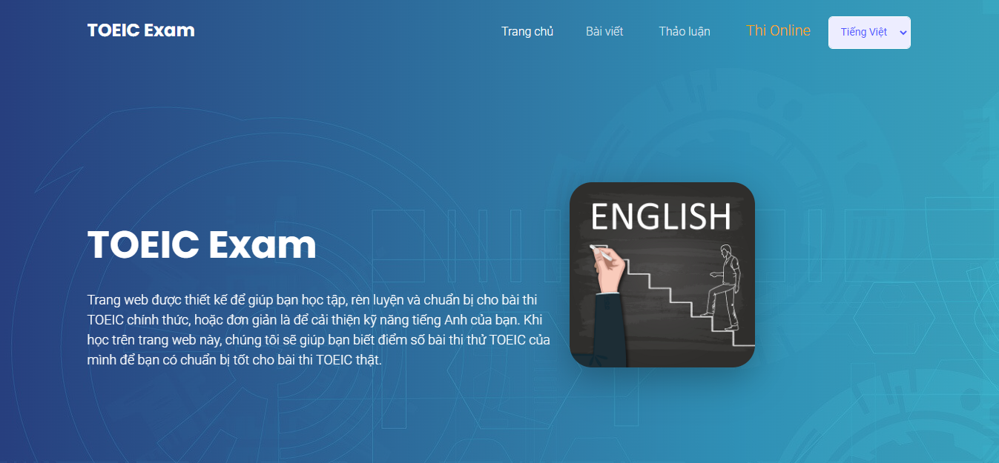 TOEIC Exam
Trang chủ
Bài viết
Thảo luận
Thi Online
Tiếng Việt
ENGLISH
TOEIC Exam
Trang web được thiết kế để giúp bạn học tập, rèn luyện và chuẩn bị cho bài thi
TOEIC chính thức, hoặc đơn giản là để cải thiện kỹ năng tiếng Anh của bạn. Khi
học trên trang web này, chúng tôi sẽ giúp bạn biết điểm số bài thi thử TOEIC của
mình để bạn có chuẩn bị tốt cho bài thi TOEIC thật.